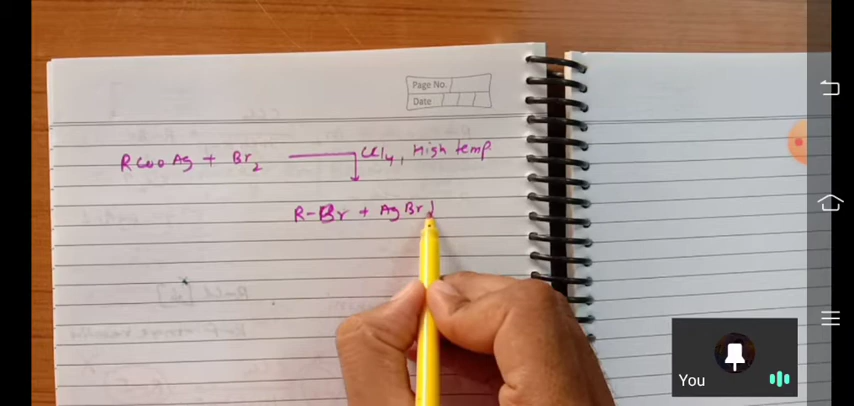 Page No.
Date
RCOOAg + Br2 CCl4, High temp
R-Br + AgBr↓
You